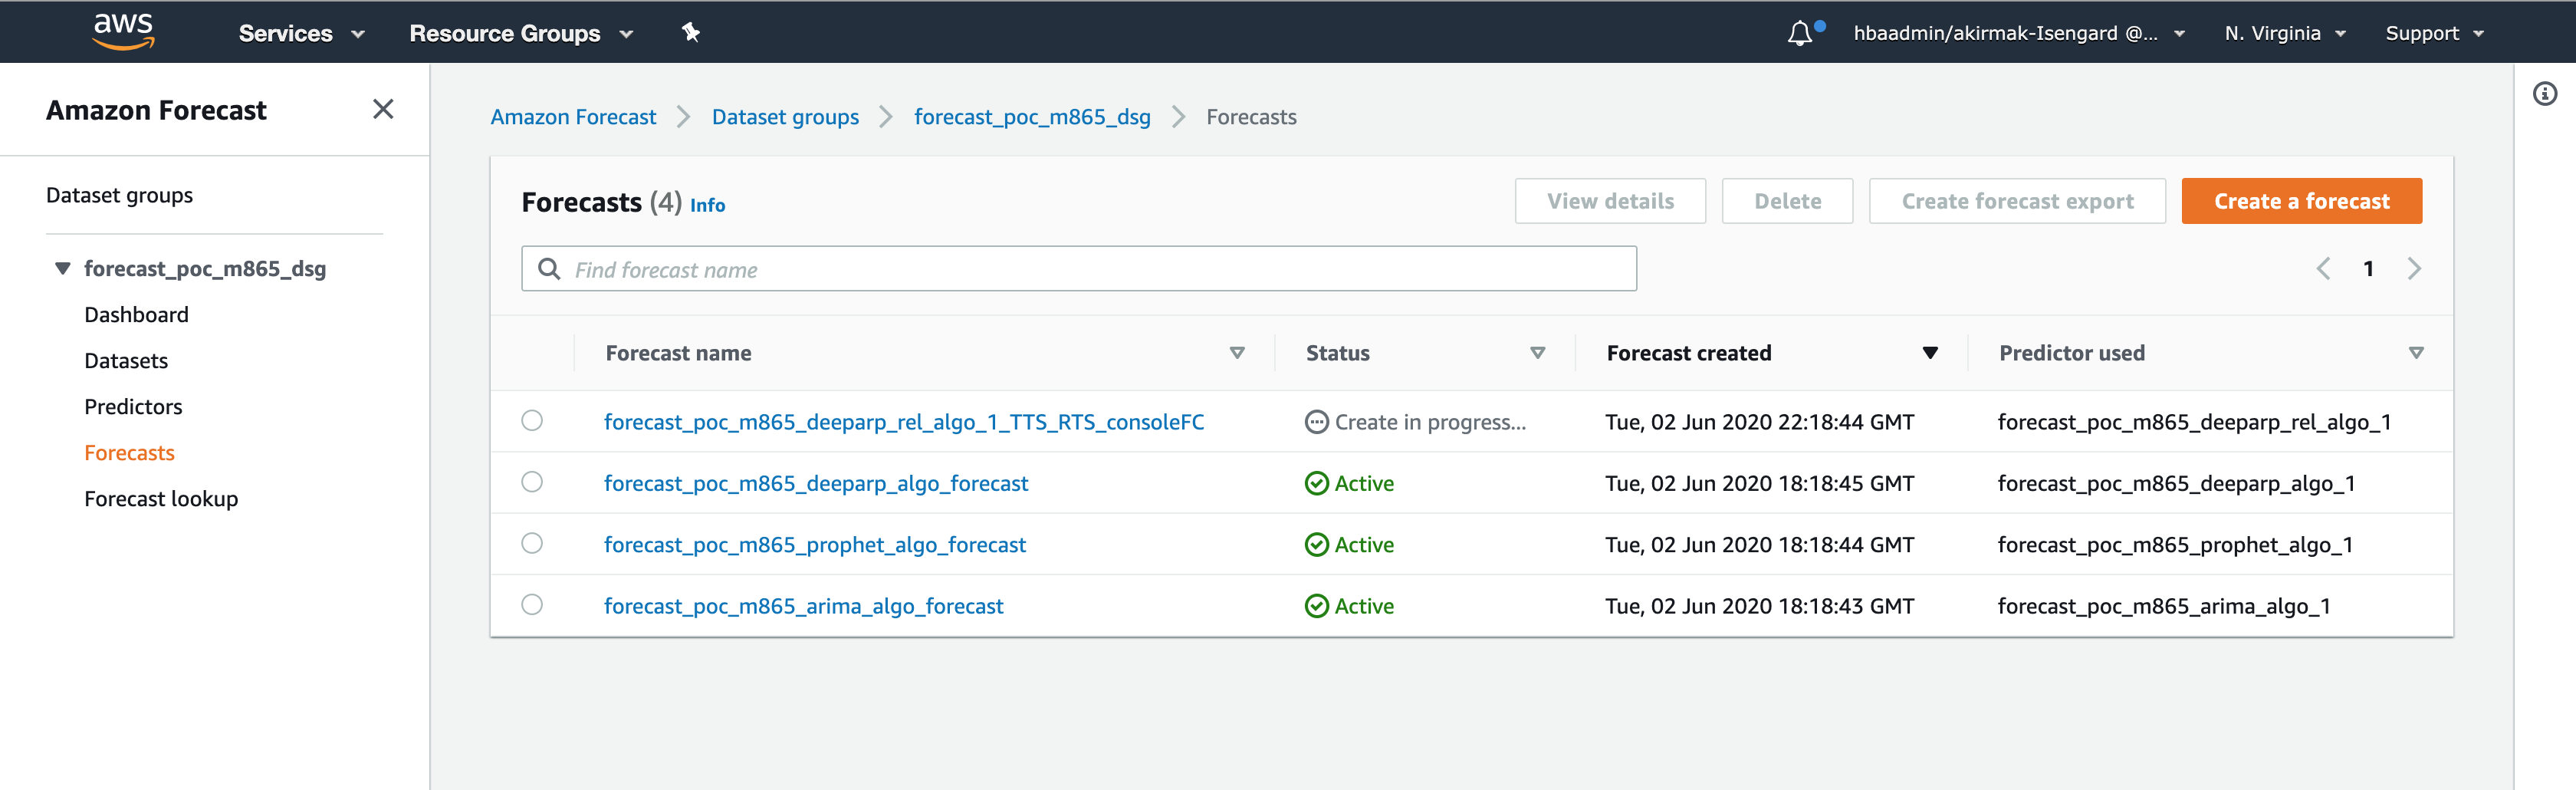 aws Services Resource Groups hbaadmin/akirmak-Isengard @... N. Virginia Support
Amazon Forecast
Dataset groups
forecast_poc_m865_dsg
Dashboard
Datasets
Predictors
Forecasts
Forecast lookup
Amazon Forecast Dataset groups forecast_poc_m865_dsg Forecasts
Forecasts (4) Info View details Delete Create forecast export Create a forecast
Find forecast name 1
Forecast name Status Forecast created Predictor used
forecast_poc_m865_deeparp_rel_algo_1_TTS_RTS_consoleFC Create in progress... Tue, 02 Jun 2020 22:18:44 GMT forecast_poc_m865_deeparp_rel_algo_1
forecast_poc_m865_deeparp_algo_forecast Active Tue, 02 Jun 2020 18:18:45 GMT forecast_poc_m865_deeparp_algo_1
forecast_poc_m865_prophet_algo_forecast Active Tue, 02 Jun 2020 18:18:44 GMT forecast_poc_m865_prophet_algo_1
forecast_poc_m865_arima_algo_forecast Active Tue, 02 Jun 2020 18:18:43 GMT forecast_poc_m865_arima_algo_1